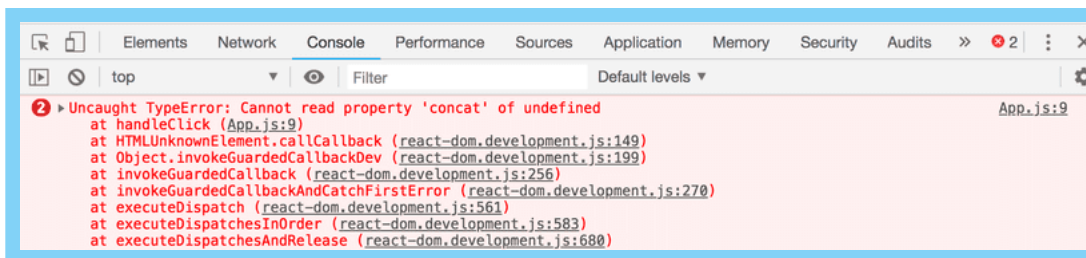 Elements Network Console Performance Sources Application Memory Security Audits » 2
top Filter Default levels ▼
2 ▶ Uncaught TypeError: Cannot read property 'concat' of undefined App.js:9
at handleClick (App.js:9)
at HTMLUnknownElement.callCallback (react-dom.development.js:149)
at Object.invokeGuardedCallbackDev (react-dom.development.js:199)
at invokeGuardedCallback (react-dom.development.js:256)
at invokeGuardedCallbackAndCatchFirstError (react-dom.development.js:270)
at executeDispatch (react-dom.development.js:561)
at executeDispatchesInOrder (react-dom.development.js:583)
at executeDispatchesAndRelease (react-dom.development.js:680)